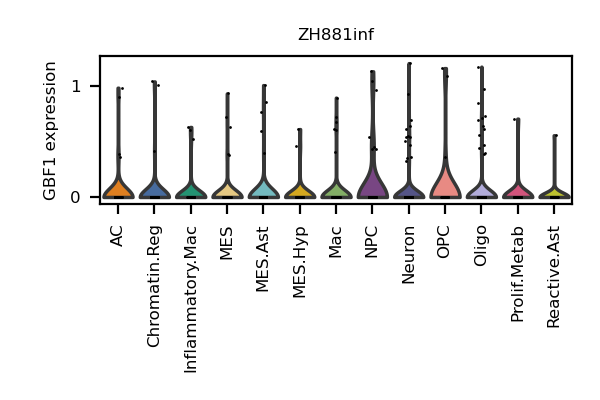 ZH881inf
GBF1 expression
1
0
AC
Chromatin.Reg
Inflammatory.Mac
MES
MES.Ast
MES.Hyp
Mac
NPC
Neuron
OPC
Oligo
Prolif.Metab
Reactive.Ast